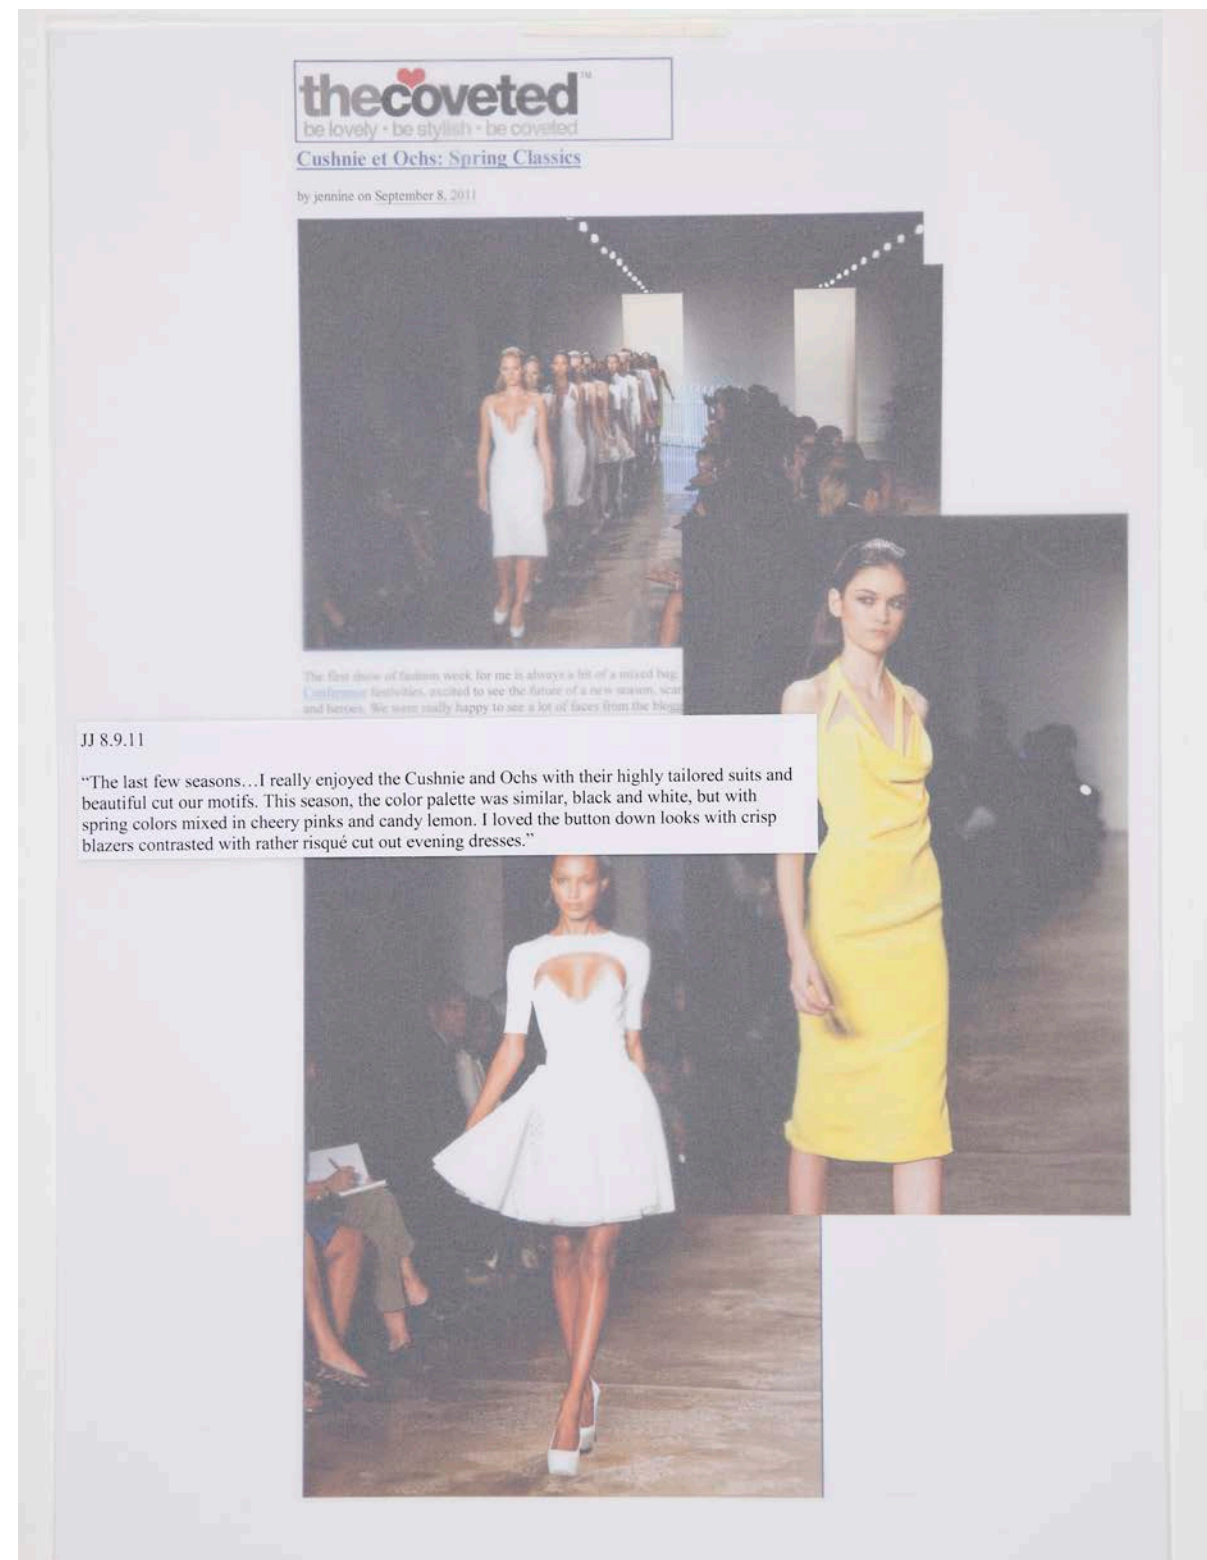 thecoveted™
be lovely • be stylish • be coveted
Cushnie et Ochs: Spring Classics
by jennine on September 8, 2011
The first show of fashion week for me is always a bit of a mixed bag.
Conference festivities, excited to see the future of a new season, scar
and heroes. We were really happy to see a lot of faces from the blogg
JJ 8.9.11
“The last few seasons…I really enjoyed the Cushnie and Ochs with their highly tailored suits and
beautiful cut our motifs. This season, the color palette was similar, black and white, but with
spring colors mixed in cheery pinks and candy lemon. I loved the button down looks with crisp
blazers contrasted with rather risqué cut out evening dresses.”